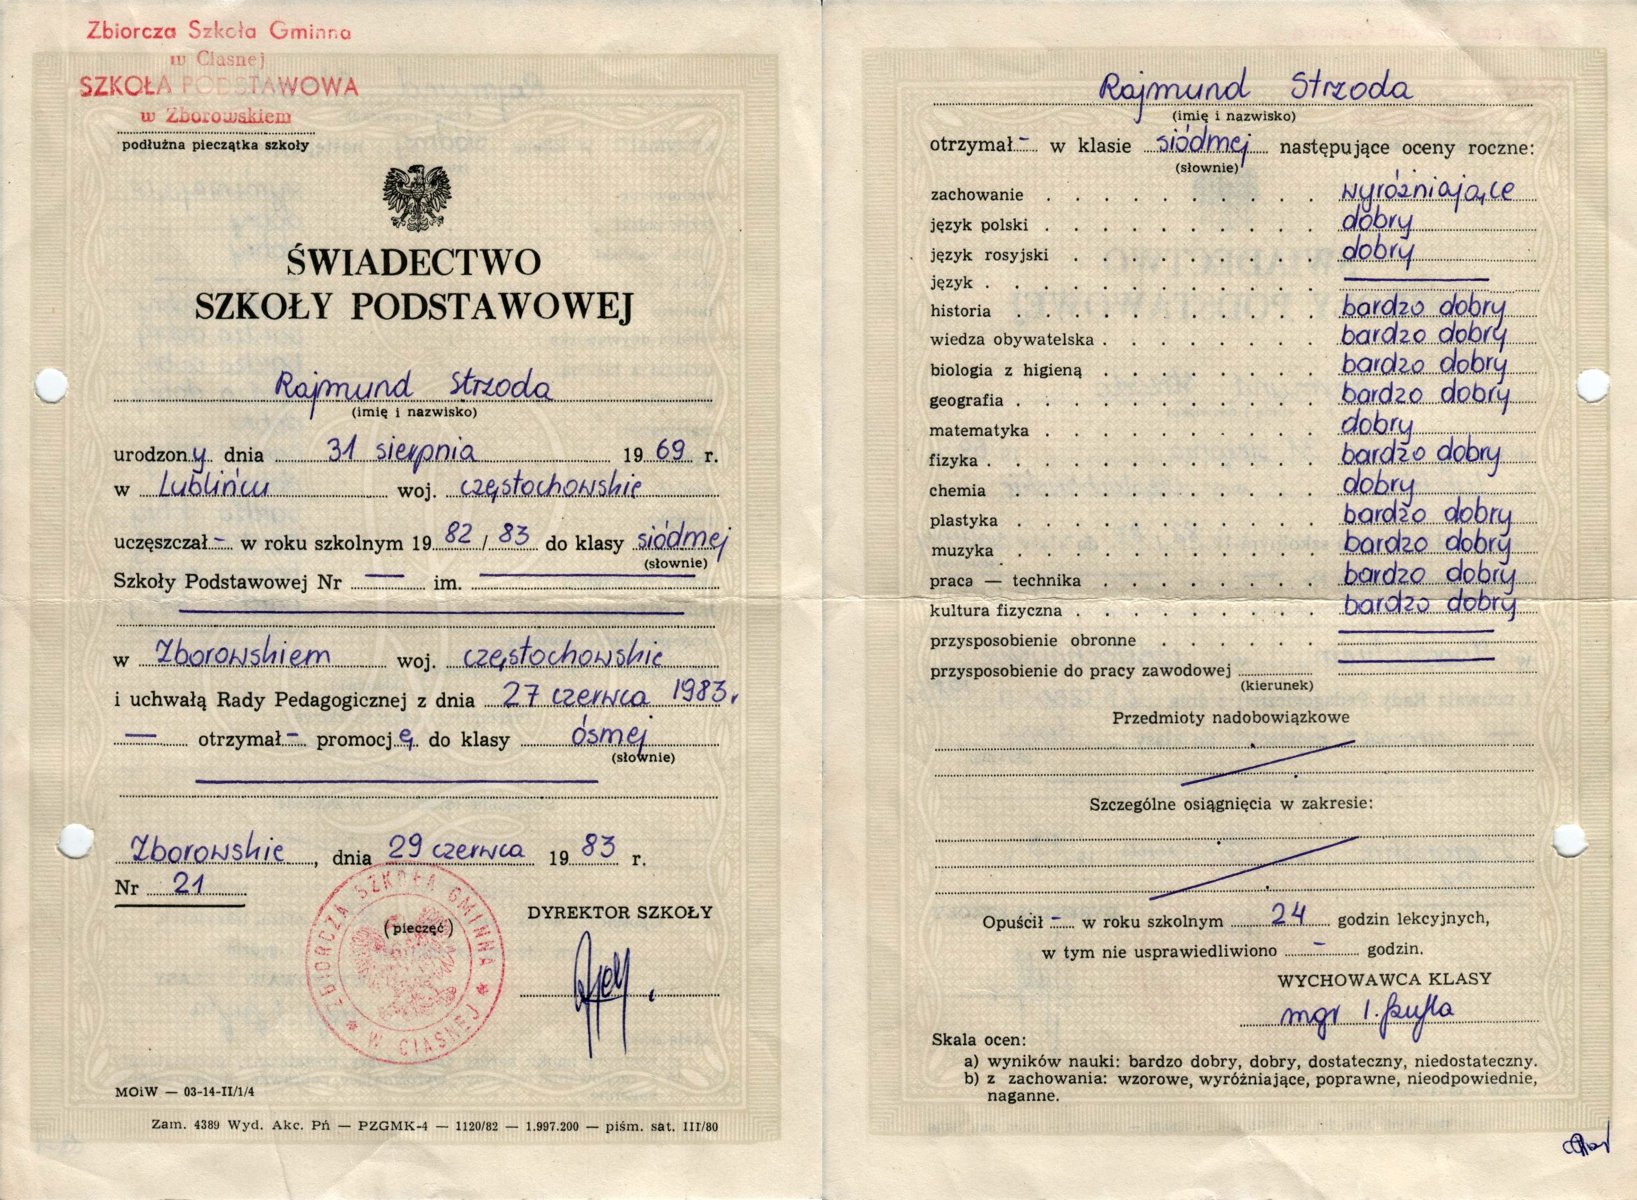 Zbiorcza Szkoła Gminna
w Ciasnej
SZKOŁA PODSTAWOWA
w Zborowskiem
podłużna pieczątka szkoły
ŚWIADECTWO
SZKOŁY PODSTAWOWEJ
Rajmund Strzoda
(imię i nazwisko)
urodzony dnia 31 sierpnia 1969 r.
w Lublińcu woj. częstochowskie
uczęszczał - w roku szkolnym 1982/83 do klasy siódmej
(słownie)
Szkoły Podstawowej Nr — im. —
w Zborowskiem woj. częstochowskie
i uchwałą Rady Pedagogicznej z dnia 27 czerwca 1983r
— otrzymał - promocję do klasy ósmej
(słownie)
Zborowskie, dnia 29 czerwca 1983 r.
Nr 21
DYREKTOR SZKOŁY
(pieczęć)
ZBIORCZA SZKOŁA GMINNA * W CIASNEJ *
MOiW — 03-14-II/1/4
Zam. 4389 Wyd. Akc. Pń — PZGMK-4 — 1120/82 — 1.997.200 — piśm. sat. III/80
Rajmund Strzoda
(imię i nazwisko)
otrzymał - w klasie siódmej następujące oceny roczne:
(słownie)
zachowanie . . . . . . . . . . wyróżniające
język polski . . . . . . . . . . dobry
język rosyjski . . . . . . . . . dobry
język . . . . . . . . . . . . —
historia . . . . . . . . . . . bardzo dobry
wiedza obywatelska . . . . . . . . bardzo dobry
biologia z higieną . . . . . . . . bardzo dobry
geografia . . . . . . . . . . . bardzo dobry
matematyka . . . . . . . . . . dobry
fizyka . . . . . . . . . . . . bardzo dobry
chemia . . . . . . . . . . . dobry
plastyka . . . . . . . . . . . bardzo dobry
muzyka . . . . . . . . . . . bardzo dobry
praca — technika . . . . . . . . bardzo dobry
kultura fizyczna . . . . . . . . . bardzo dobry
przysposobienie obronne . . . . . . —
przysposobienie do pracy zawodowej —
(kierunek)
Przedmioty nadobowiązkowe
Szczególne osiągnięcia w zakresie:
Opuścił - w roku szkolnym 24 godzin lekcyjnych,
w tym nie usprawiedliwiono - godzin.
WYCHOWAWCA KLASY
mgr I.
Skala ocen:
a) wyników nauki: bardzo dobry, dobry, dostateczny, niedostateczny.
b) z zachowania: wzorowe, wyróżniające, poprawne, nieodpowiednie,
naganne.